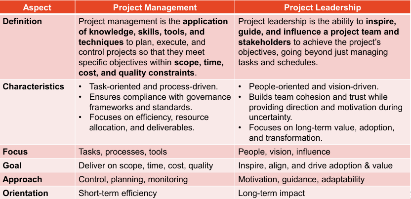 Aspect Project Management Project Leadership
Definition Project management is the application Project leadership is the ability to inspire,
of knowledge, skills, tools, and guide, and influence a project team and
techniques to plan, execute, and stakeholders to achieve the project's
control projects so that they meet objectives, going beyond just managing
specific objectives within scope, time, tasks and schedules.
cost, and quality constraints.
Characteristics • Task-oriented and process-driven. • People-oriented and vision-driven.
• Ensures compliance with governance • Builds team cohesion and trust while
frameworks and standards. providing direction and motivation during
• Focuses on efficiency, resource uncertainty.
allocation, and deliverables. • Focuses on long-term value, adoption,
and transformation.
Focus Tasks, processes, tools People, vision, influence
Goal Deliver on scope, time, cost, quality Inspire, align, and drive adoption & value
Approach Control, planning, monitoring Motivation, guidance, adaptability
Orientation Short-term efficiency Long-term impact